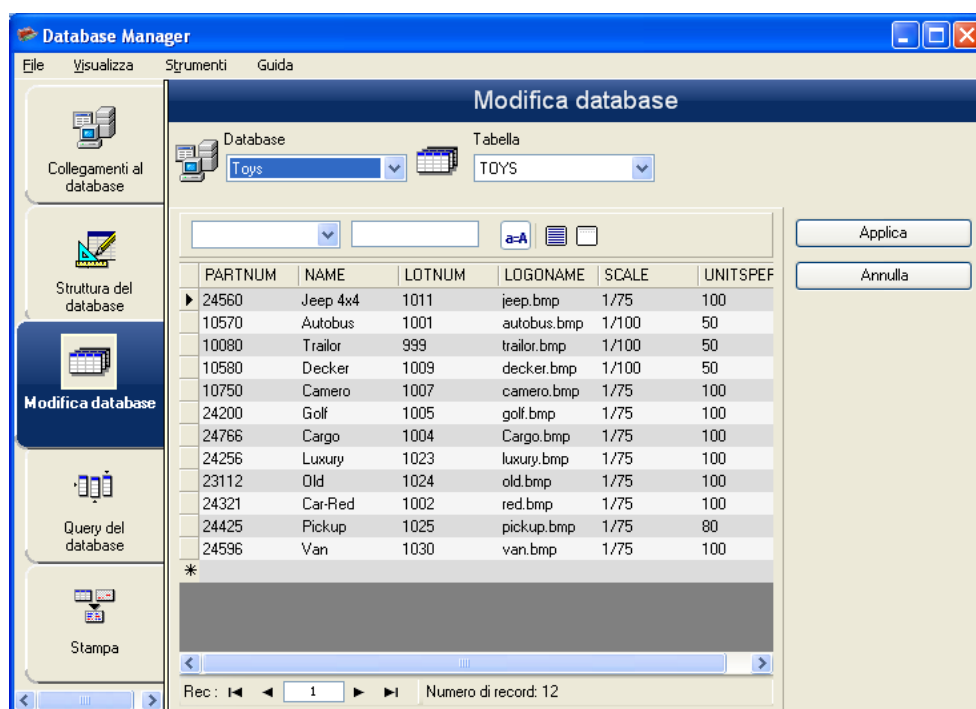 Database Manager
File Visualizza Strumenti Guida
Modifica database
Collegamenti al
database
Struttura del
database
Modifica database
Query del
database
Stampa
Database
Toys
Tabella
TOYS
a=A
Applica
Annulla
PARTNUM NAME LOTNUM LOGONAME SCALE UNITSPER
24560 Jeep 4x4 1011 jeep.bmp 1/75 100
10570 Autobus 1001 autobus.bmp 1/100 50
10080 Trailor 999 trailor.bmp 1/100 50
10580 Decker 1009 decker.bmp 1/100 50
10750 Camero 1007 camero.bmp 1/75 100
24200 Golf 1005 golf.bmp 1/75 100
24766 Cargo 1004 Cargo.bmp 1/75 100
24256 Luxury 1023 luxury.bmp 1/75 100
23112 Old 1024 old.bmp 1/75 100
24321 Car-Red 1002 red.bmp 1/75 100
24425 Pickup 1025 pickup.bmp 1/75 80
24596 Van 1030 van.bmp 1/75 100
Rec : 1 Numero di record: 12